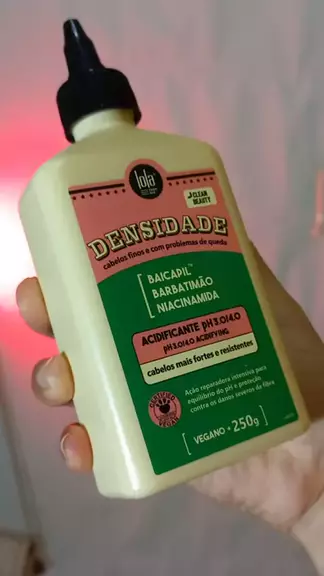 lola
CLEAN
BEAUTY
DENSIDADE
cabelos finos e com problemas de queda
BAICAPIL™
BARBATIMÃO
NIACINAMIDA
ACIDIFICANTE pH 3.0|4.0
pH 3.0|4.0 ACIDIFYING
cabelos mais fortes e resistentes
Ação reparadora intensiva para
equilíbrio do pH e proteção
contra os danos severos da fibra
[ VEGANO • 250g ]